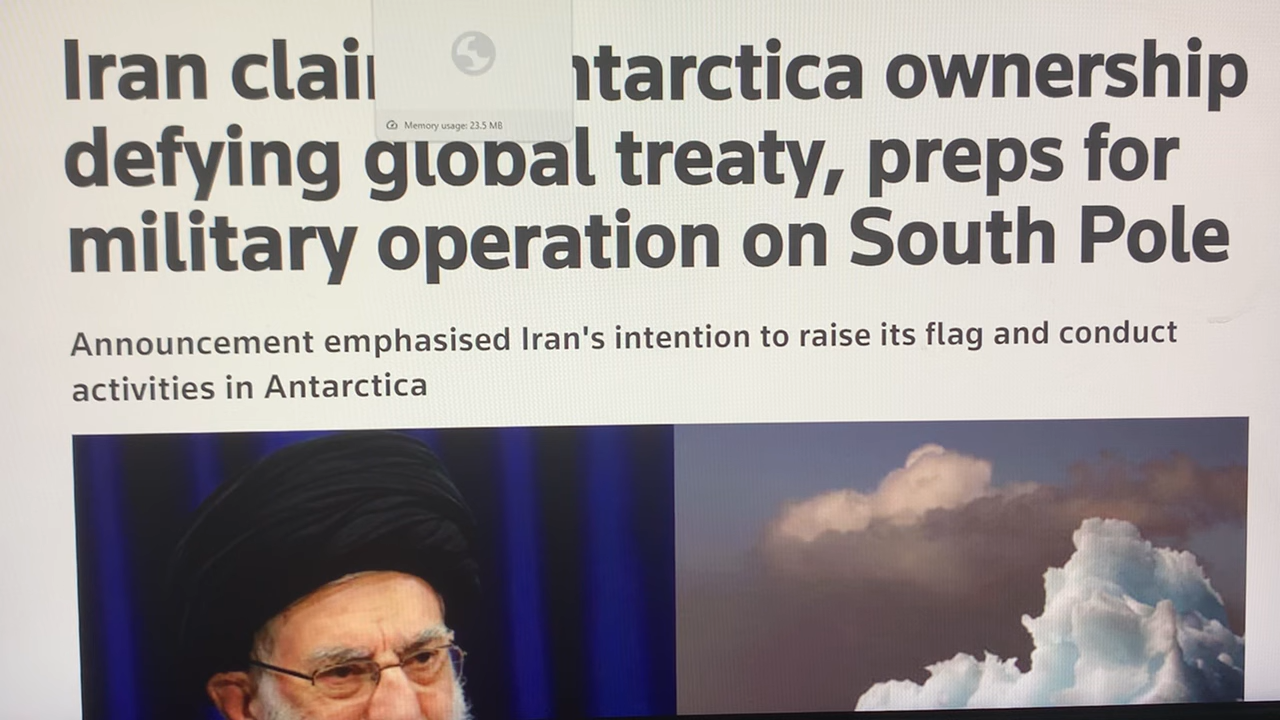 Iran clai ntarctica ownership
Memory usage: 23.5 MB
defying global treaty, preps for
military operation on South Pole
Announcement emphasised Iran's intention to raise its flag and conduct
activities in Antarctica